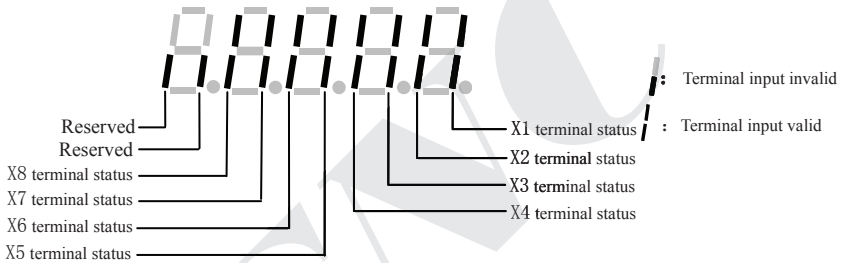 : Terminal input invalid
Reserved
X1 terminal status
: Terminal input valid
Reserved
X2 terminal status
X8 terminal status
X3 terminal status
X7 terminal status
X4 terminal status
X6 terminal status
X5 terminal status